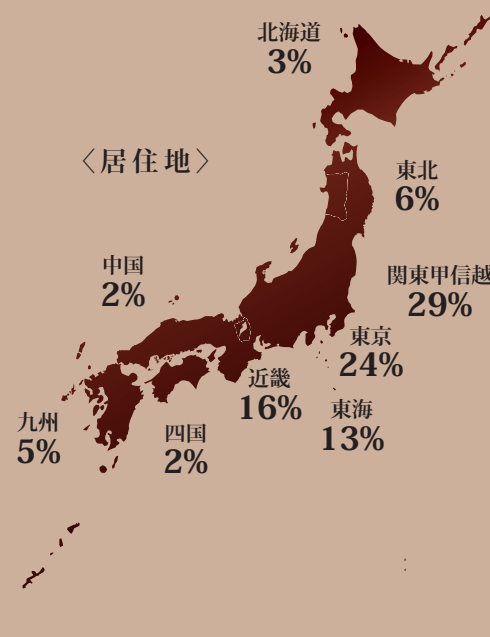 北海道
3%
〈居住地〉
東北
6%
中国
2%
関東甲信越
29%
東京
24%
近畿
16%
東海
13%
九州
5%
四国
2%